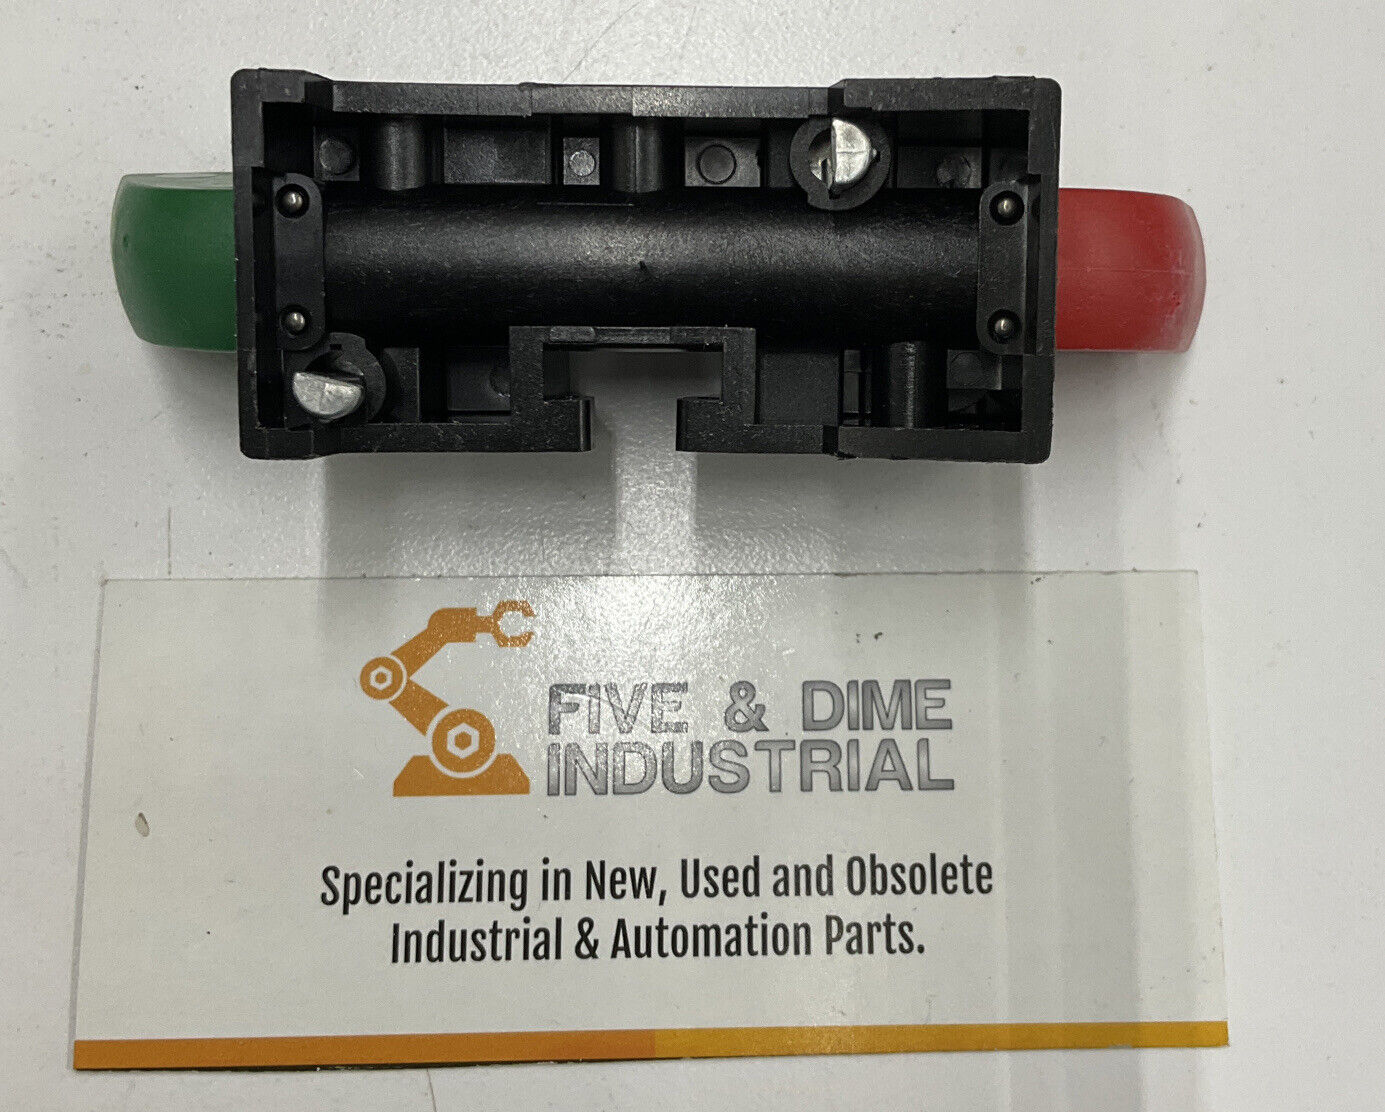 FIVE & DIME
INDUSTRIAL
Specializing in New, Used and Obsolete
Industrial & Automation Parts.